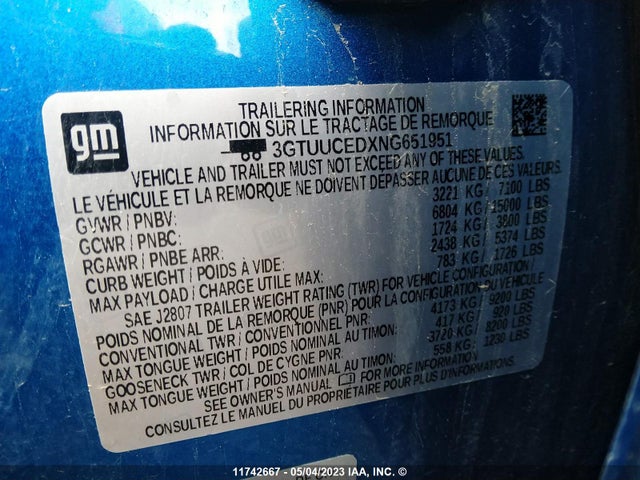 gm
TRAILERING INFORMATION
INFORMATION SUR LE TRACTAGE DE REMORQUE
3GTUUCEDXNG651951
VEHICLE AND TRAILER MUST NOT EXCEED ANY OF THESE VALUES
LE VÉHICULE ET LA REMORQUE NE DOIVENT PAS DÉPASSER AUCUNE DE CES VALEURS
GVWR / PNBV: 3221 KG / 7100 LBS
GCWR / PNBC: 6804 KG / 15000 LBS
RGAWR / PNBE ARR: 1724 KG / 3800 LBS
CURB WEIGHT / POIDS À VIDE: 2438 KG / 5374 LBS
MAX PAYLOAD / CHARGE UTILE MAX: 783 KG / 1726 LBS
SAE J2807 TRAILER WEIGHT RATING (TWR) FOR VEHICLE CONFIGURATION /
POIDS NOMINAL DE LA REMORQUE (PNR) POUR LA CONFIGURATION DU VÉHICULE
CONVENTIONAL TWR / CONVENTIONNEL PNR: 4173 KG / 9200 LBS
MAX TONGUE WEIGHT / POIDS NOMINAL AU TIMON: 417 KG / 920 LBS
GOOSENECK TWR / COL DE CYGNE PNR: 3720 KG / 8200 LBS
MAX TONGUE WEIGHT / POIDS NOMINAL AU TIMON: 558 KG / 1230 LBS
SEE OWNER'S MANUAL FOR MORE INFORMATION
CONSULTEZ LE MANUEL DU PROPRIÉTAIRE POUR PLUS D'INFORMATIONS.
11742667 - 05/04/2023 IAA, INC. ©